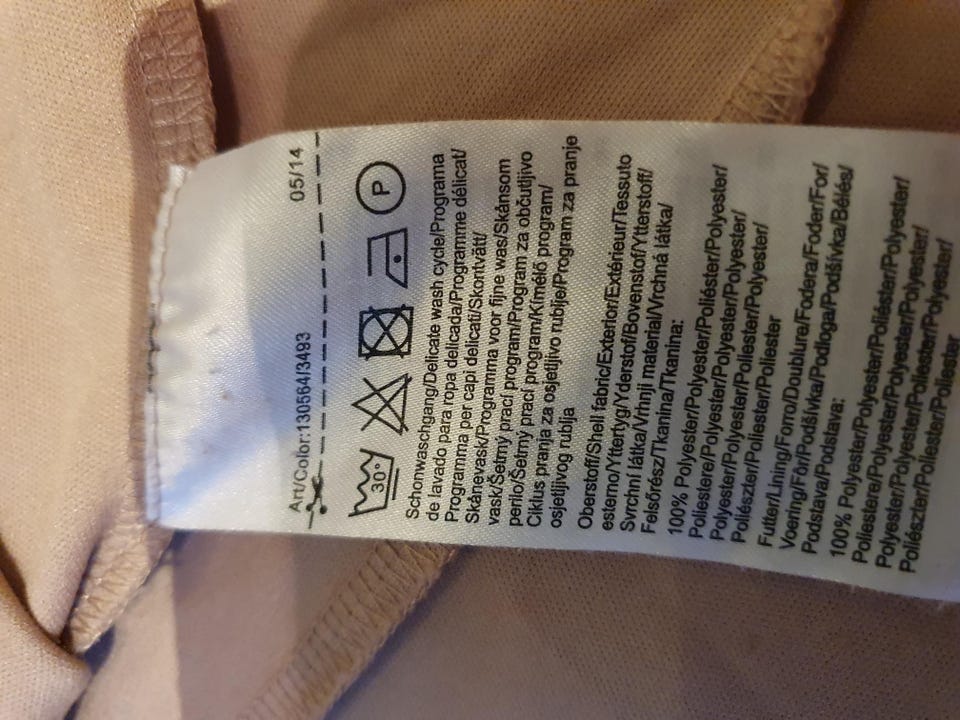 Art/Color:130564/3493 05/14
30° P
Schonwaschgang/Delicate wash cycle/Programa
de lavado para ropa delicada/Programme délicat/
Programma per capi delicati/Skontvätt/
Skånevask/Programma voor fijne was/Skånsom
vask/Šetrný prací program/Program za občutljivo
perilo/Šetrný prací program/Kímélő program/
Ciklus pranja za osjetljivo rublje/Program za pranje
osjetljivog rublja
Oberstoff/Shell fabric/Exterior/Extérieur/Tessuto
esterno/Yttertyg/Yderstof/Bovenstof/Ytterstoff/
Svrchní látka/Vrhnji material/Vrchná látka/
Felsőrész/Tkanina/Tkanina:
100% Polyester/Polyester/Poliéster/Polyester/
Poliestere/Polyester/Polyester/Polyester/
Polyester/Polyester/Poliester/Polyester/
Poliészter/Poliester/Poliester
Futter/Lining/Forro/Doublure/Fodera/Foder/For/
Voering/Fôr/Podšívka/Podloga/Podšívka/Bélés/
Podstava/Podstava:
100% Polyester/Polyester/Poliéster/Polyester/
Poliestere/Polyester/Polyester/Polyester/
Polyester/Polyester/Poliester/Polyester/
Poliészter/Poliester/Poliester